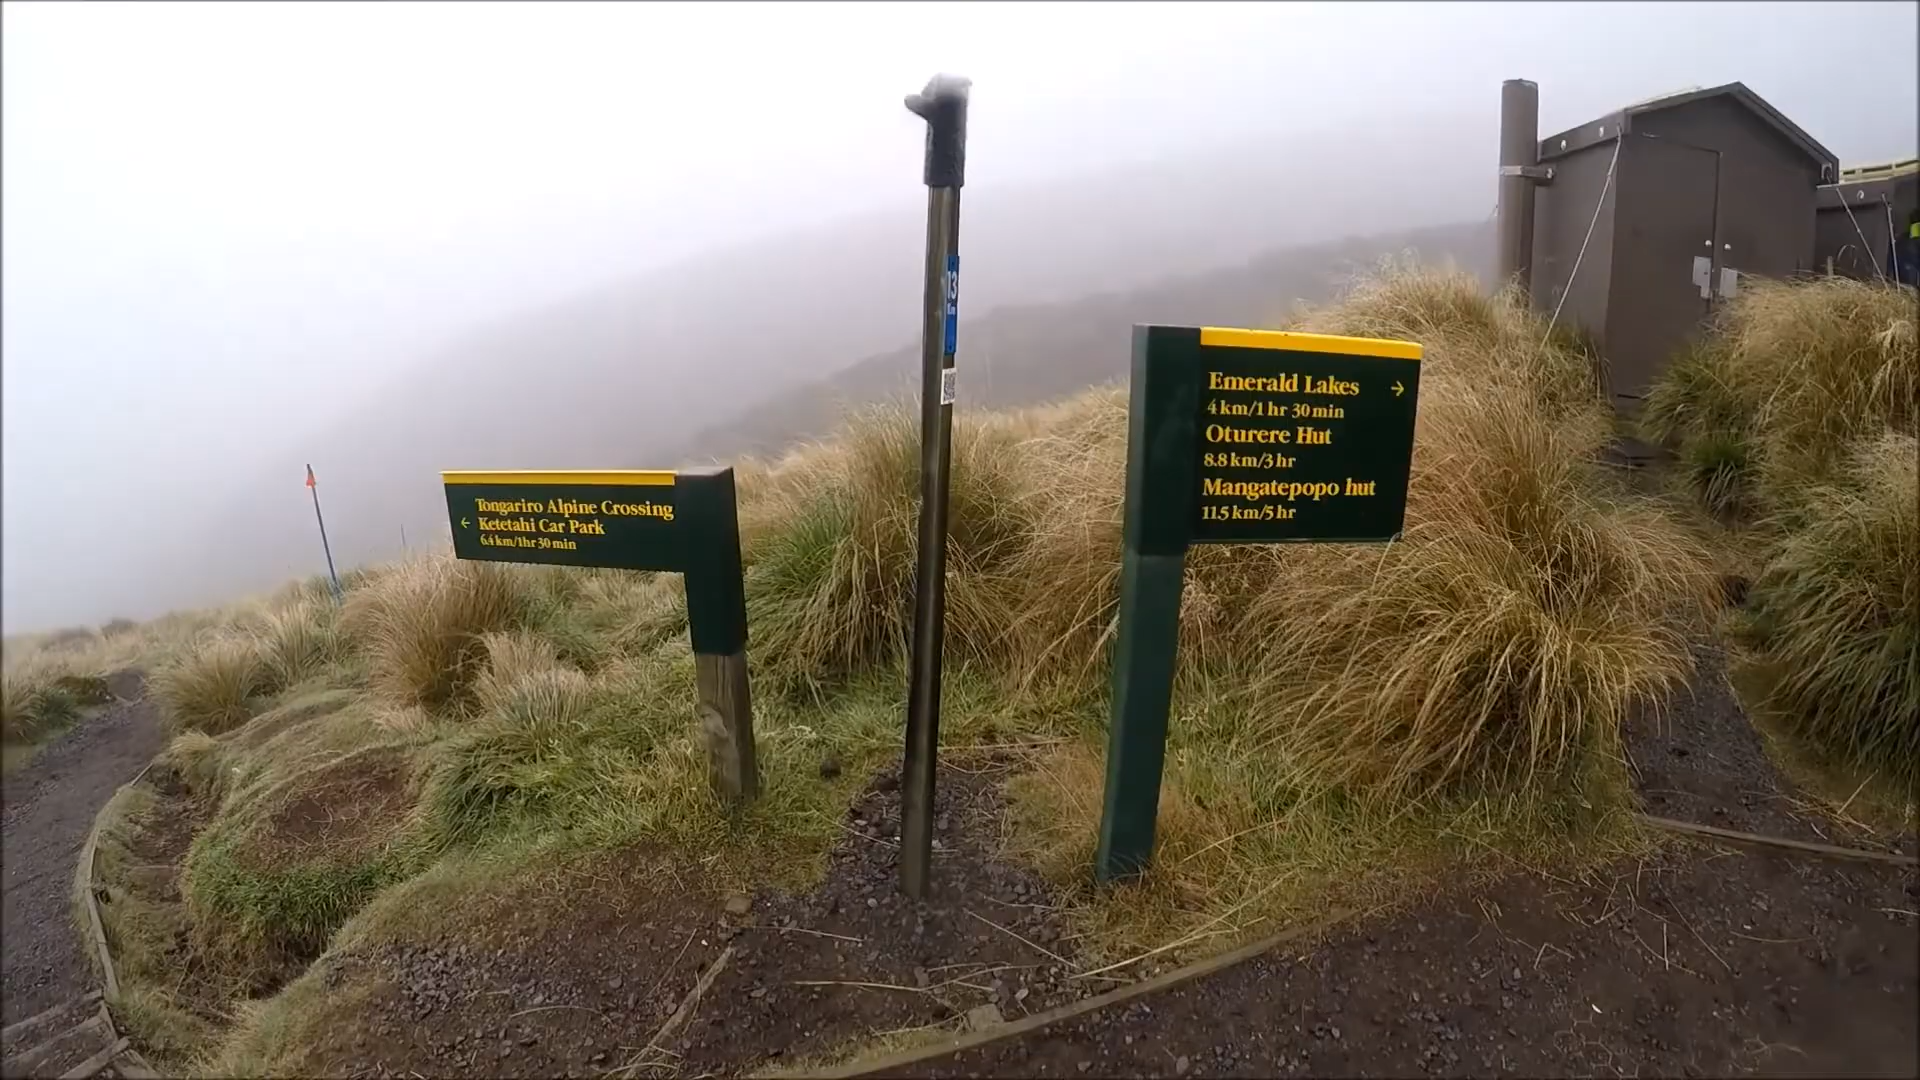 ← Tongariro Alpine Crossing
Ketetahi Car Park
6.4 km/1hr 30 min
13
km
Emerald Lakes →
4 km/1 hr 30 min
Oturere Hut
8.8 km/3 hr
Mangatepopo hut
11.5 km/5 hr